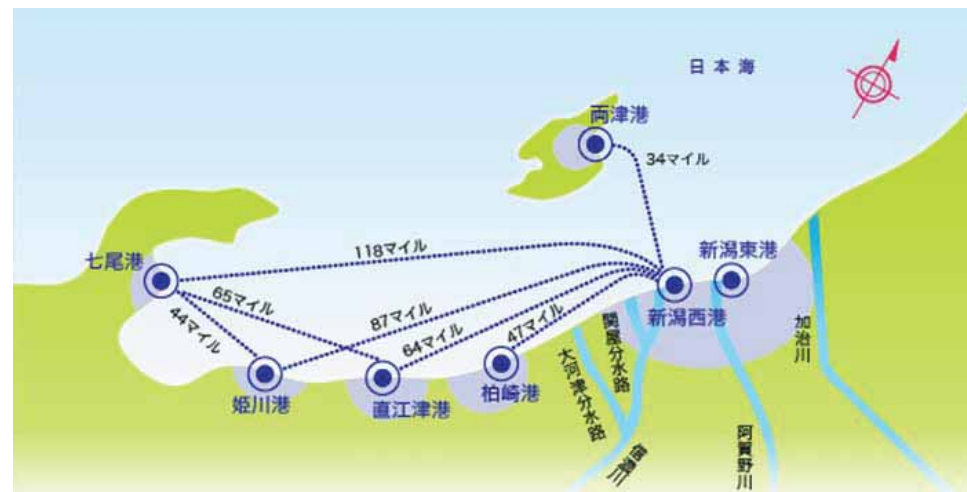 日本海
両津港
34マイル
118マイル
七尾港
新潟東港
65マイル
87マイル
新潟西港
44マイル
64マイル
47マイル
関屋分水路
加治川
大河津分水路
姫川港
直江津港
柏崎港
信濃川
阿賀野川